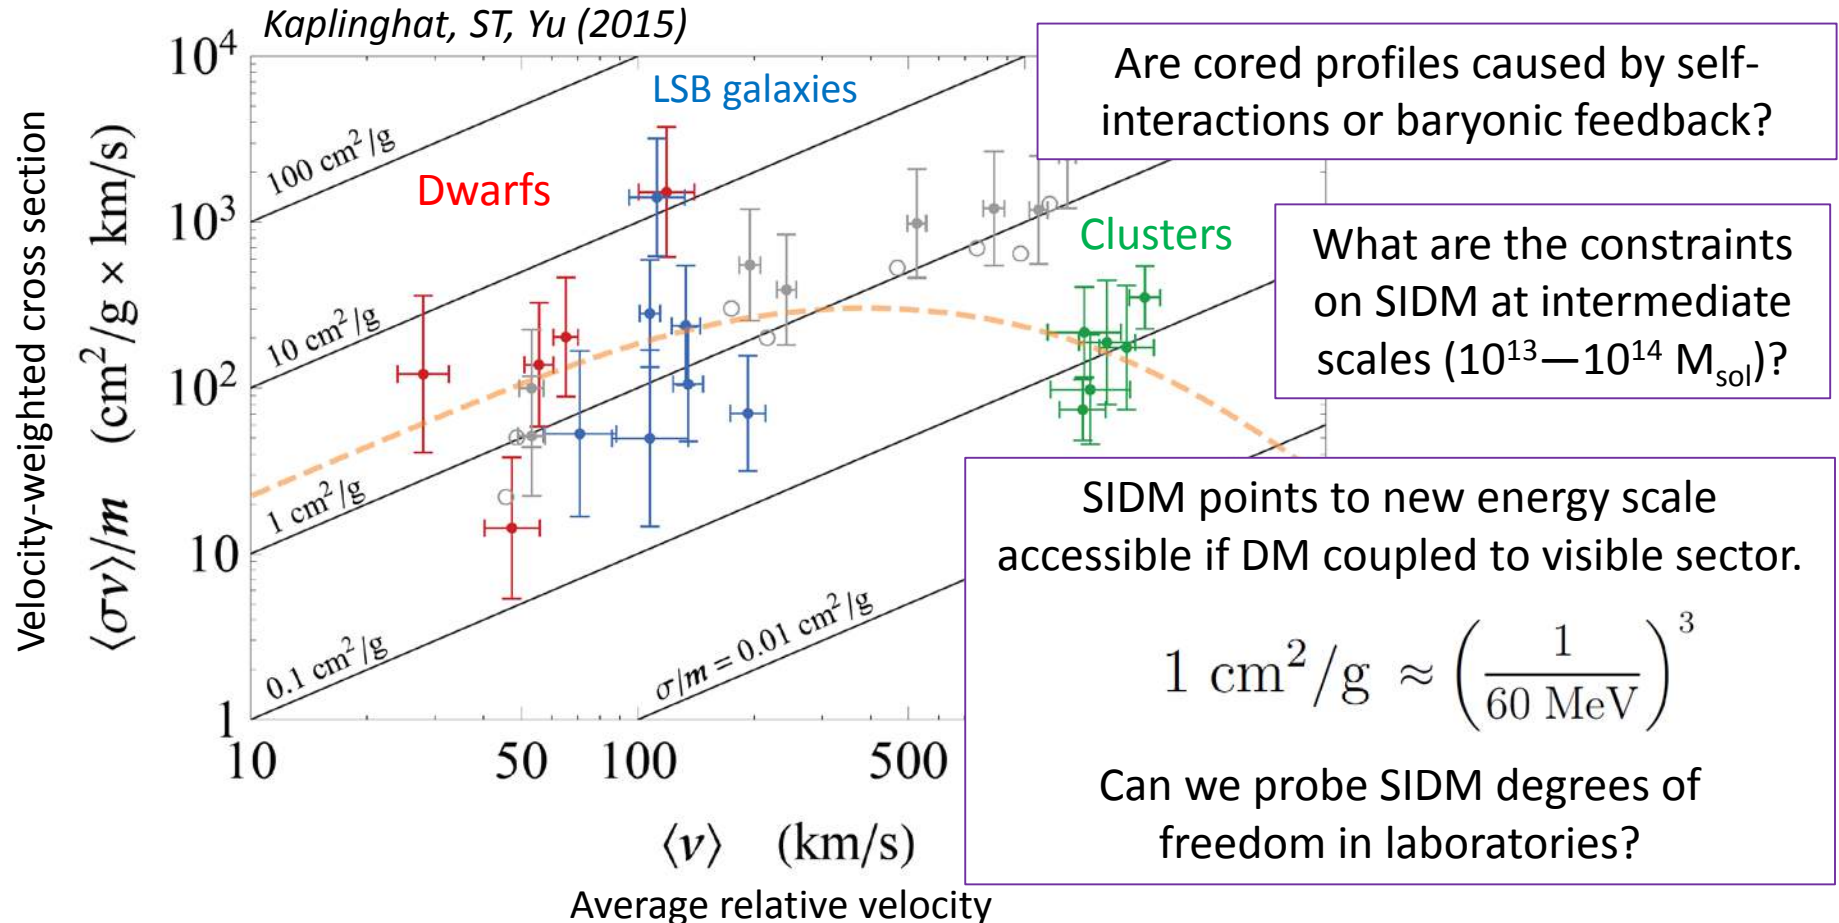 Kaplinghat, ST, Yu (2015)
Velocity-weighted cross section
⟨σv⟩/m (cm²/g × km/s)
10⁴
10³
10²
10
1
100 cm²/g
10 cm²/g
1 cm²/g
0.1 cm²/g
σ/m = 0.01 cm²/g
LSB galaxies
Dwarfs
Clusters
10
50
100
500
⟨v⟩ (km/s)
Average relative velocity
Are cored profiles caused by self-
interactions or baryonic feedback?
What are the constraints
on SIDM at intermediate
scales (10¹³—10¹⁴ M_sol)?
SIDM points to new energy scale
accessible if DM coupled to visible sector.
1 cm²/g ≈ (1/60 MeV)³
Can we probe SIDM degrees of
freedom in laboratories?